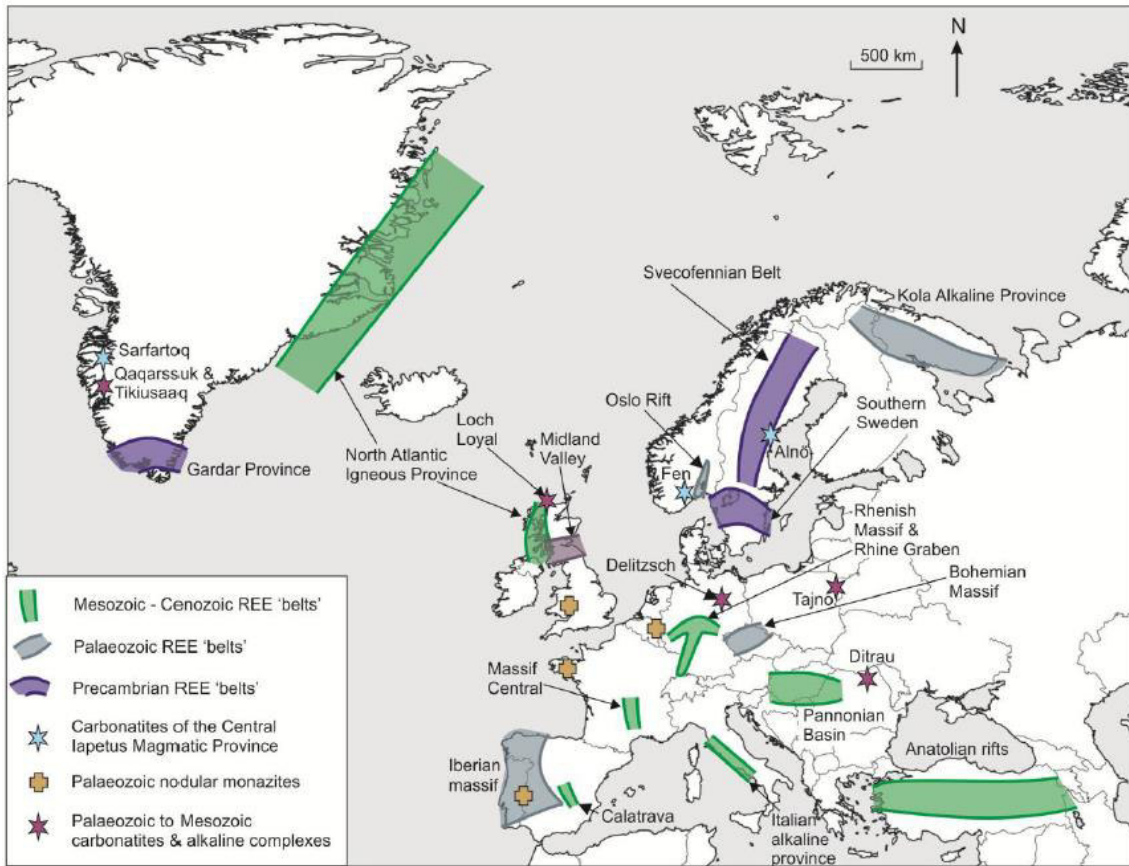 500 km
N
Svecofennian Belt
Kola Alkaline Province
Sarfartoq
Qaqarssuk &
Tikiusaaq
Oslo Rift
Southern
Sweden
Loch
Loyal
Midland
Valley
North Atlantic
Igneous Province
Gardar Province
Alnö
Fen
Rhenish
Massif &
Rhine Graben
Delitzsch
Bohemian
Massif
Tajno
Massif
Central
Ditrau
Pannonian
Basin
Iberian
massif
Anatolian rifts
Calatrava
Italian
alkaline
province
Mesozoic - Cenozoic REE 'belts'
Palaeozoic REE 'belts'
Precambrian REE 'belts'
Carbonatites of the Central
Iapetus Magmatic Province
Palaeozoic nodular monazites
Palaeozoic to Mesozoic
carbonatites & alkaline complexes